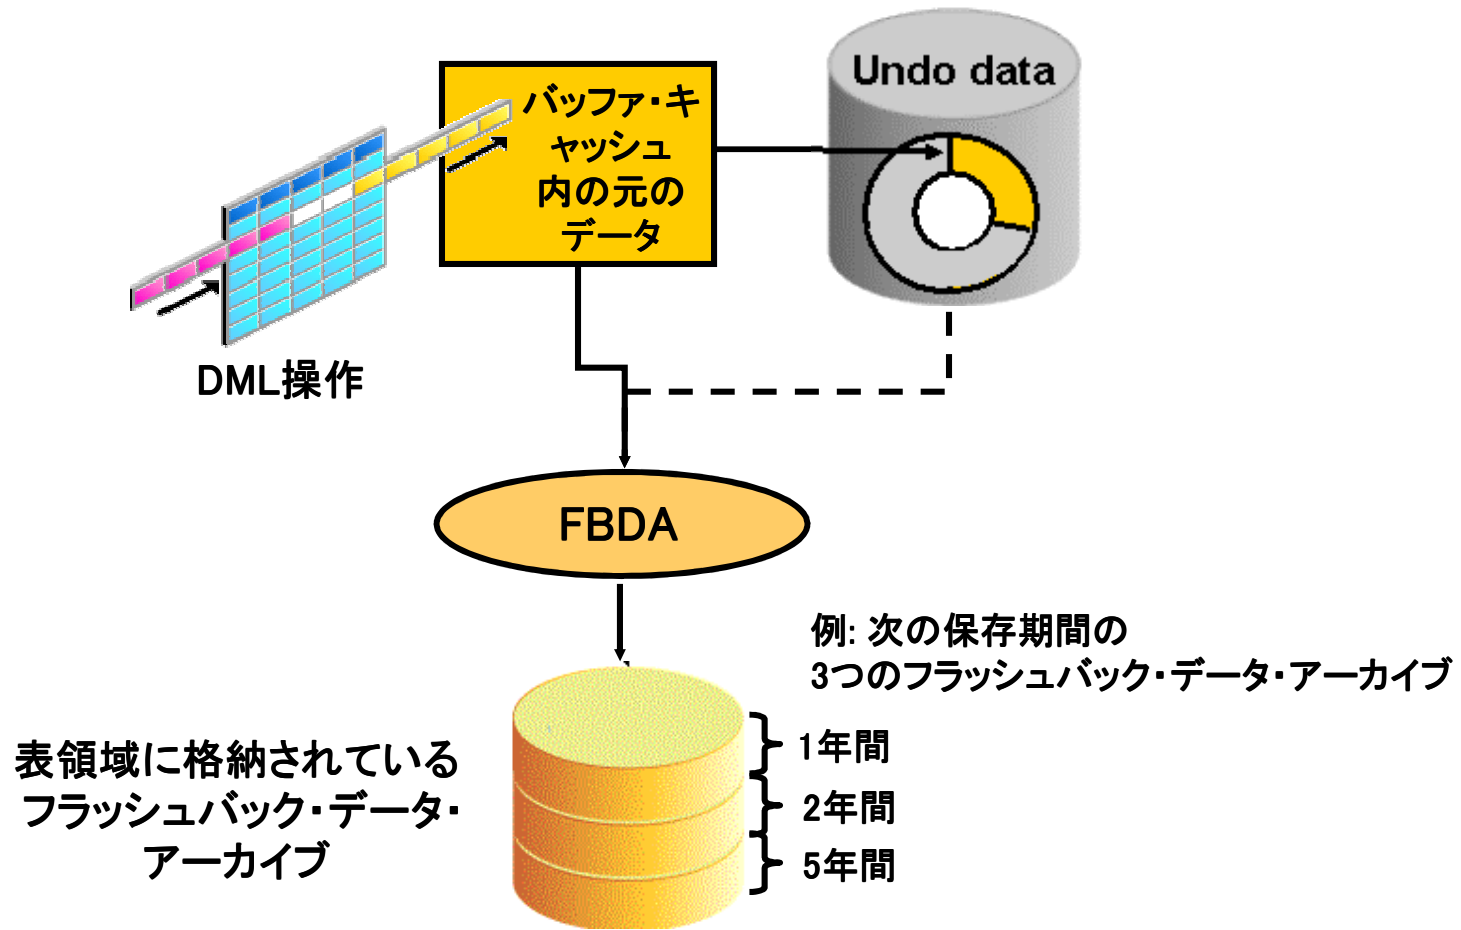 Undo data
バッファ・キ
ャッシュ
内の元の
データ
DML操作
FBDA
例: 次の保存期間の
3つのフラッシュバック・データ・アーカイブ
1年間
2年間
5年間
表領域に格納されている
フラッシュバック・データ・
アーカイブ